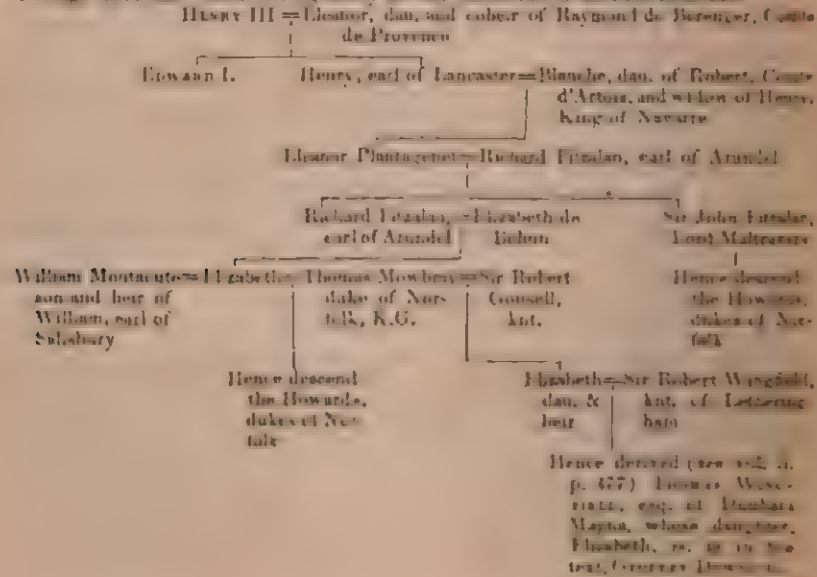 HENRY III = Eleanor, dau. and coheir of Raymond de Berenger, Comte
de Provence
EDWARD I. Henry, earl of Lancaster = Blanche, dau. of Robert, Comte
d'Artois, and widow of Henry,
King of Navarre
Eleanor Plantagenet = Richard Fitzalan, earl of Arundel
Richard Fitzalan, = Elizabeth de Sir John Fitzalan,
earl of Arundel Bohun Lord Maltravers
William Montacute = Elizabeth = Thomas Mowbray = Sir Robert Hence descend
son and heir of duke of Nor- Gousell, the Howards,
William, earl of folk, K.G. knt. dukes of Nor-
Salisbury folk
Hence descend Elizabeth = Sir Robert Wingfield,
the Howards, dau. & knt. of Lethering-
dukes of Nor- heir ham
folk
Hence derived (see vol. ii.
p. 477) Thomas
esq. of Dunham
Magna, whose daughter,
Elizabeth, m. as in the
text,